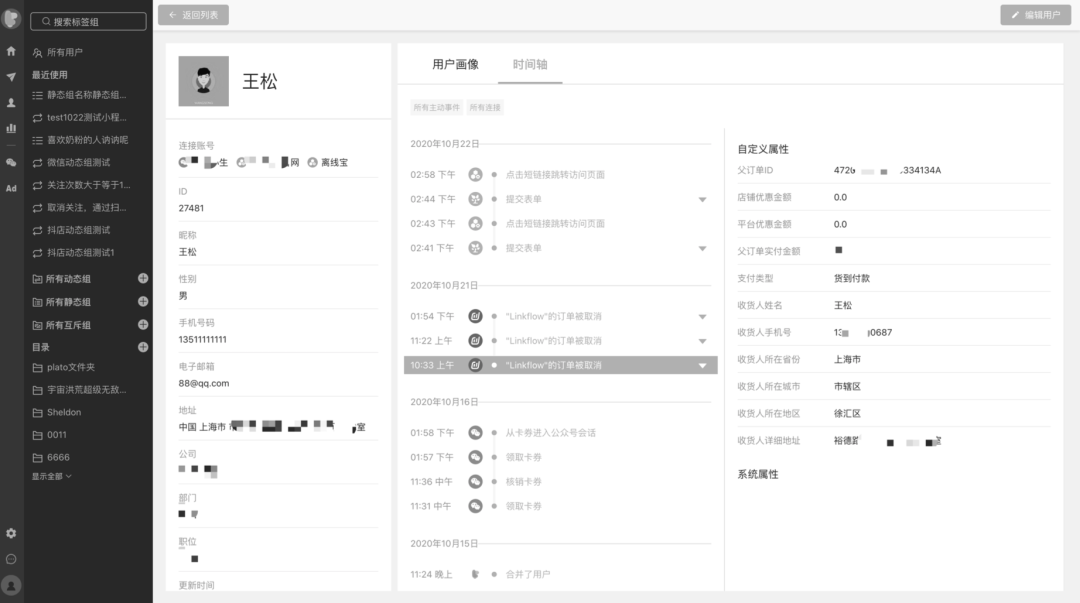 搜索标签组
返回列表
编辑用户
所有用户
最近使用
静态组名称静态组...
test1022测试小程...
喜欢奶粉的人讷讷呢
微信动态组测试
关注次数大于等于1...
取消关注，通过扫...
抖店动态组测试
抖店动态组测试1
所有动态组
所有静态组
所有互斥组
目录
plato文件夹
宇宙洪荒超级无敌...
Sheldon
0011
6666
显示全部
Ad
王松
连接账号
生 网 离线宝
ID
27481
昵称
王松
性别
男
手机号码
13511111111
电子邮箱
88@qq.com
地址
中国 上海市 室
公司
部门
职位
更新时间
用户画像 时间轴
所有主动事件 所有连接
2020年10月22日
02:58 下午 点击短链接跳转访问页面
02:44 下午 提交表单
02:43 下午 点击短链接跳转访问页面
02:41 下午 提交表单
2020年10月21日
01:54 下午 "Linkflow"的订单被取消
11:22 上午 "Linkflow"的订单被取消
10:33 上午 "Linkflow"的订单被取消
2020年10月16日
01:58 下午 从卡券进入公众号会话
01:57 下午 领取卡券
11:36 中午 核销卡券
11:31 中午 领取卡券
2020年10月15日
11:24 晚上 合并了用户
自定义属性
父订单ID 472 .334134A
店铺优惠金额 0.0
平台优惠金额 0.0
父订单实付金额
支付类型 货到付款
收货人姓名 王松
收货人手机号 13 0687
收货人所在省份 上海市
收货人所在城市 市辖区
收货人所在地区 徐汇区
收货人详细地址 裕德
系统属性